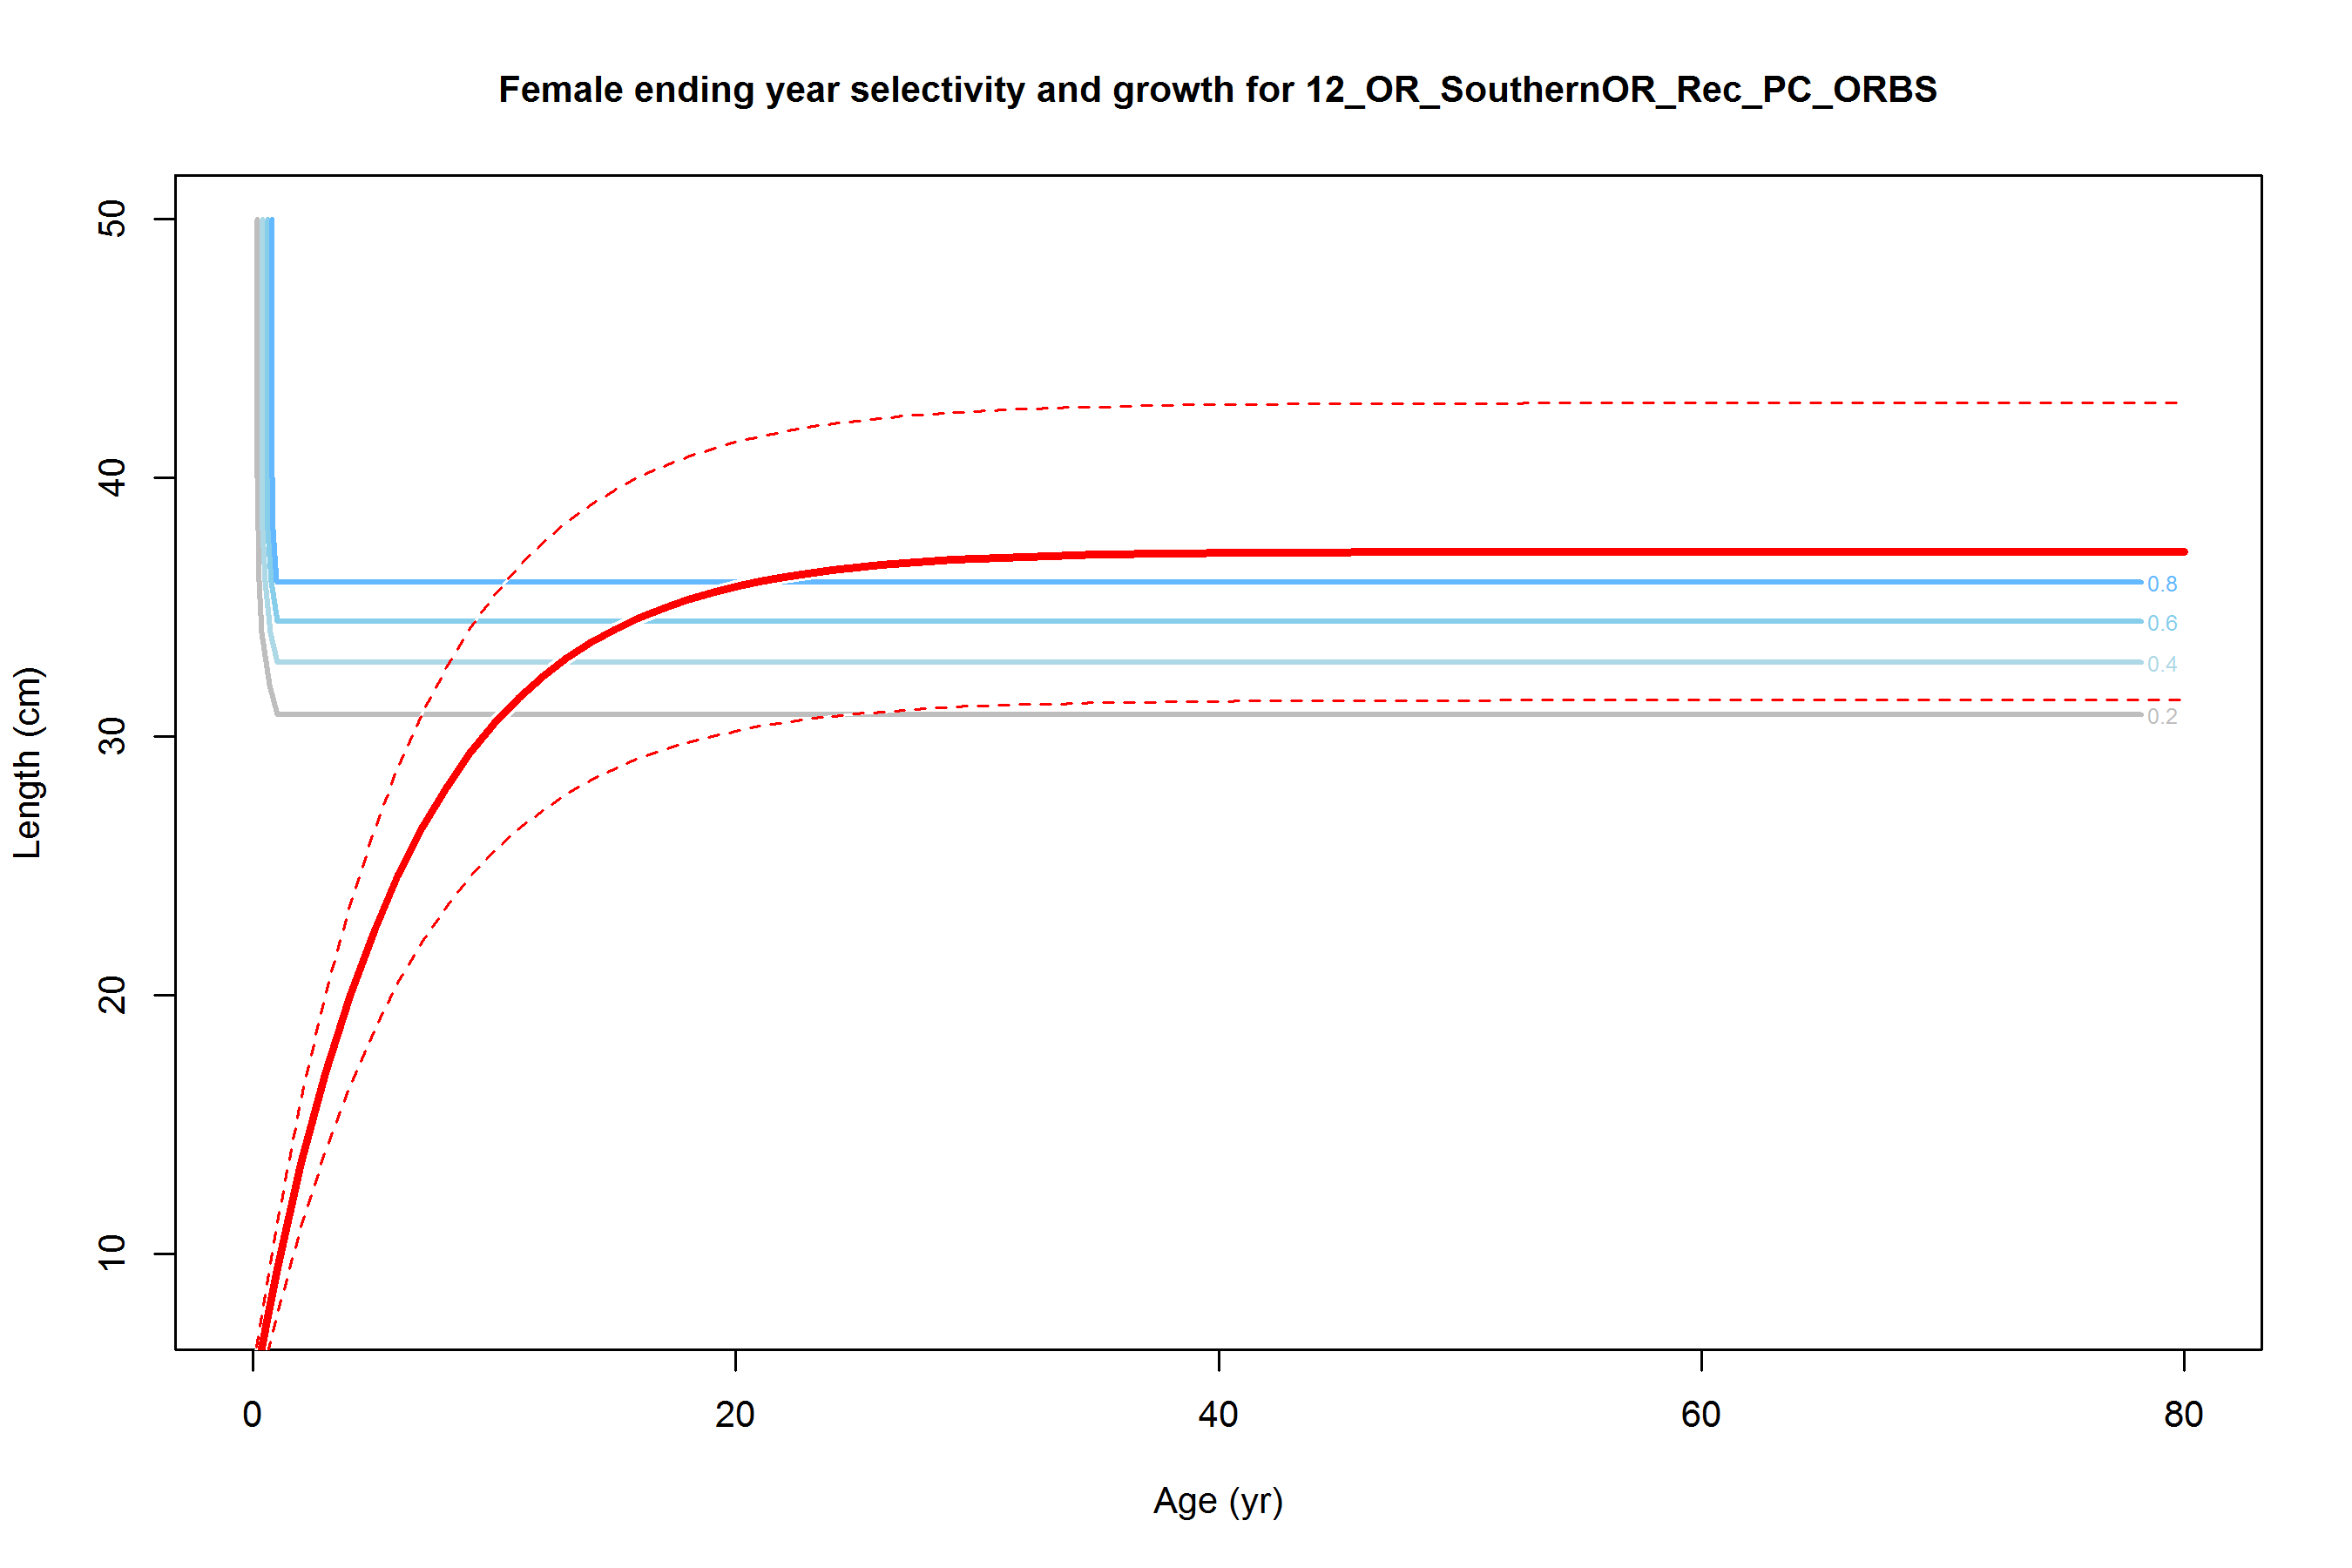 Female ending year selectivity and growth for 12_OR_SouthernOR_Rec_PC_ORBS
50
40
30
20
10
Length (cm)
0.8
0.6
0.4
0.2
0 20 40 60 80
Age (yr)